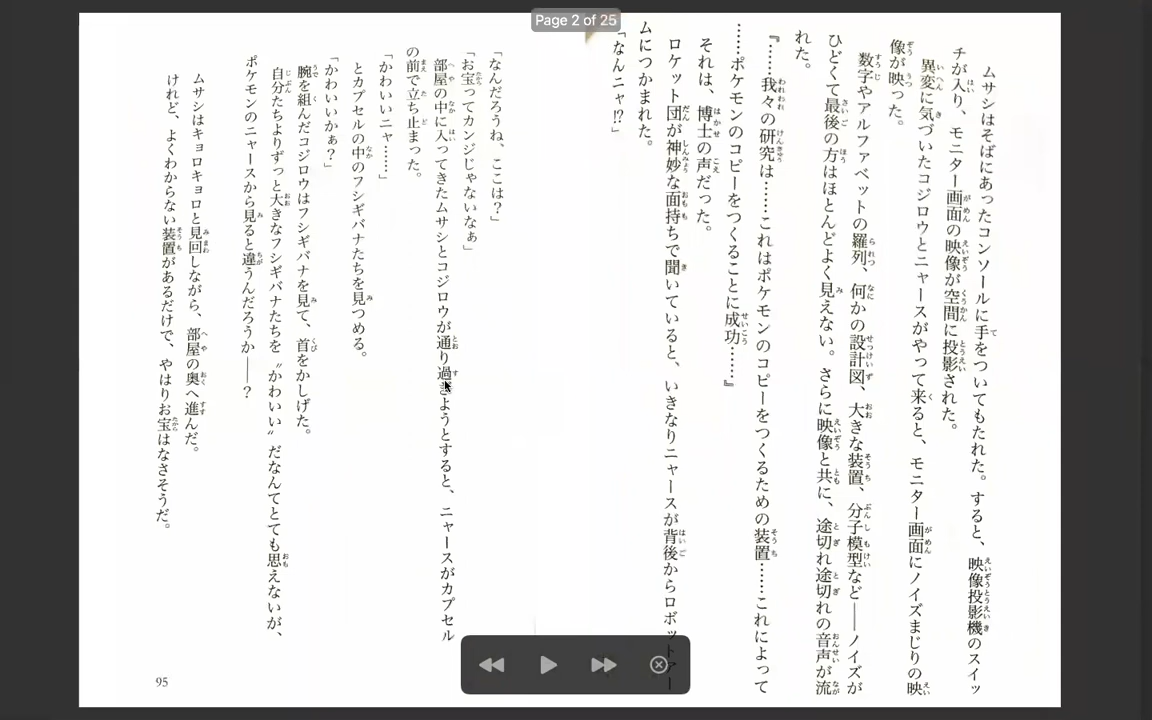 Page 2 of 25
ムサシはそばにあったコンソールに手をついてもたれた。すると、映像投影機のスイッ
チが入り、モニター画面の映像が空間に投影された。
異変に気づいたコジロウとニャースがやって来ると、モニター画面にノイズまじりの映
像が映った。
数字やアルファベットの羅列、何かの設計図、大きな装置、分子模型など――ノイズが
ひどくて最後の方はほとんどよく見えない。さらに映像と共に、途切れ途切れの音声が流
れた。
『……我々の研究は……これはポケモンのコピーをつくるための装置……これによって
……ポケモンのコピーをつくることに成功……』
それは、博士の声だった。
ロケット団が神妙な面持ちで聞いていると、いきなりニャースが背後からロボットアー
ムにつかまれた。
「なんニャ!?」
「なんだろうね、ここは?」
「お宝ってカンジじゃないなぁ」
部屋の中に入ってきたムサシとコジロウが通り過ぎようとすると、ニャースがカプセル
の前で立ち止まった。
「かわいいニャ……」
とカプセルの中のフシギバナたちを見つめる。
「かわいいかぁ?」
腕を組んだコジロウはフシギバナを見て、首をかしげた。
自分たちよりずっと大きなフシギバナたちを〝かわいい〟だなんてとても思えないが、
ポケモンのニャースから見ると違うんだろうか――?
ムサシはキョロキョロと見回しながら、部屋の奥へ進んだ。
けれど、よくわからない装置があるだけで、やはりお宝はなさそうだ。
95